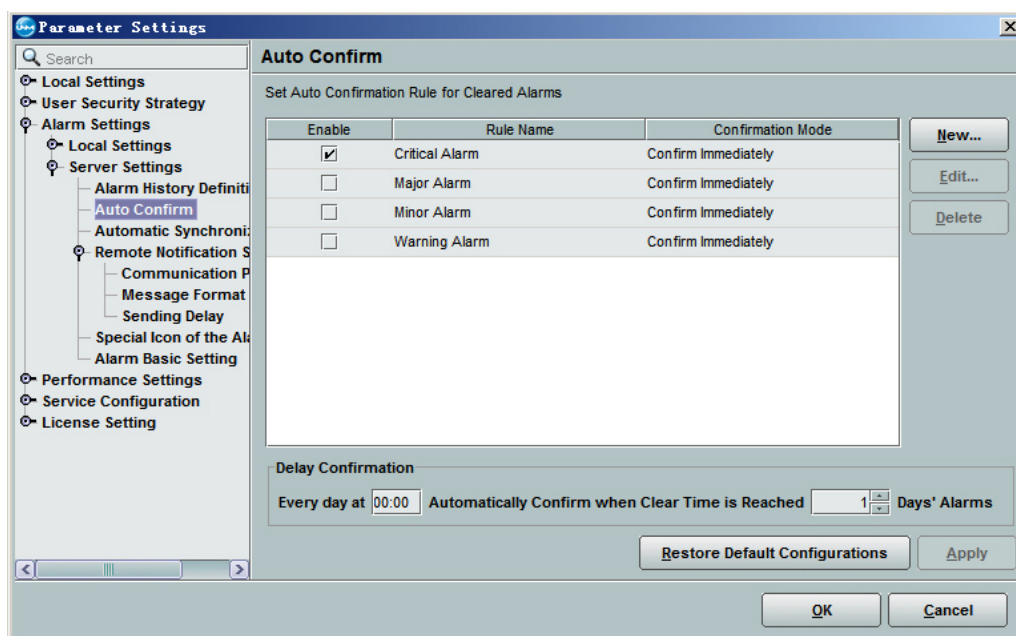 Parameter Settings
Search
Local Settings
User Security Strategy
Alarm Settings
Local Settings
Server Settings
Alarm History Definiti
Auto Confirm
Automatic Synchroni
Remote Notification S
Communication P
Message Format
Sending Delay
Special Icon of the Ala
Alarm Basic Setting
Performance Settings
Service Configuration
License Setting
Auto Confirm
Set Auto Confirmation Rule for Cleared Alarms
Enable Rule Name Confirmation Mode
Critical Alarm Confirm Immediately
Major Alarm Confirm Immediately
Minor Alarm Confirm Immediately
Warning Alarm Confirm Immediately
New...
Edit...
Delete
Delay Confirmation
Every day at 00:00 Automatically Confirm when Clear Time is Reached 1 Days' Alarms
Restore Default Configurations Apply
OK Cancel